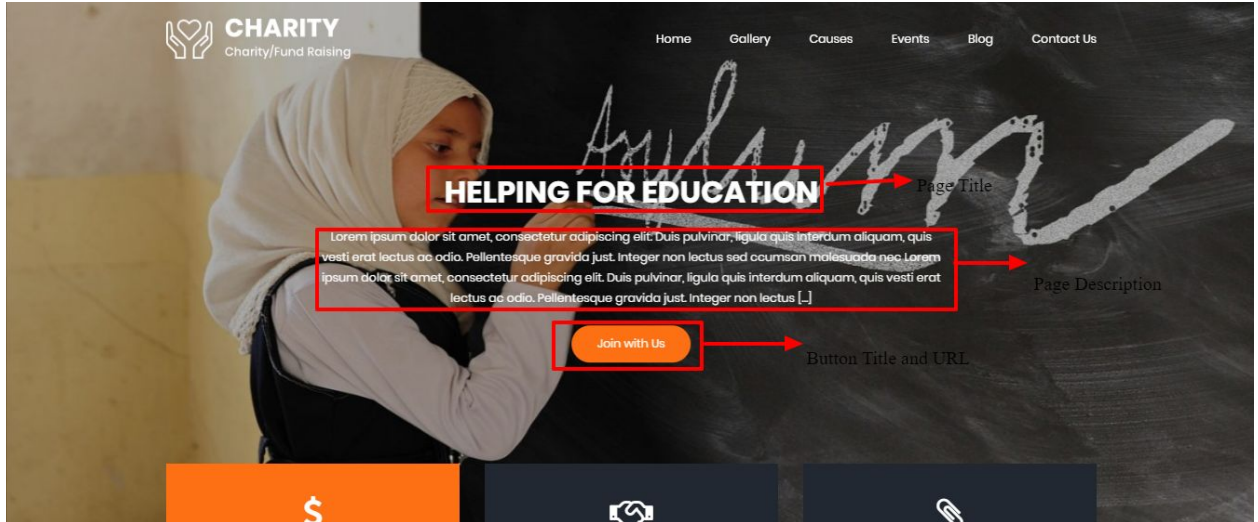 CHARITY
Charity/Fund Raising
Home Gallery Causes Events Blog Contact Us
Asylum
HELPING FOR EDUCATION
Page Title
Lorem ipsum dolor sit amet, consectetur adipiscing elit. Duis pulvinar, ligula quis interdum aliquam, quis
vesti erat lectus ac odio. Pellentesque gravida just. Integer non lectus sed ccumsan malesuada nec Lorem
ipsum dolor sit amet, consectetur adipiscing elit. Duis pulvinar, ligula quis interdum aliquam, quis vesti erat
lectus ac odio. Pellentesque gravida just. Integer non lectus […]
Page Description
Join with Us
Button Title and URL
$